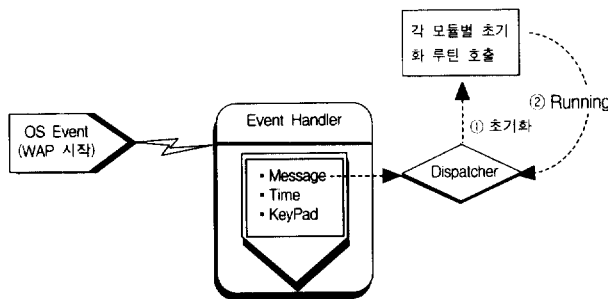 각 모듈별 초기
화 루틴 호출
② Running
① 초기화
OS Event
(WAP 시작)
Event Handler
▪ Message
▪ Time
▪ KeyPad
Dispatcher